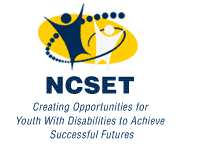 NCSET
Creating Opportunities for
Youth With Disabilities to Achieve
Successful Futures